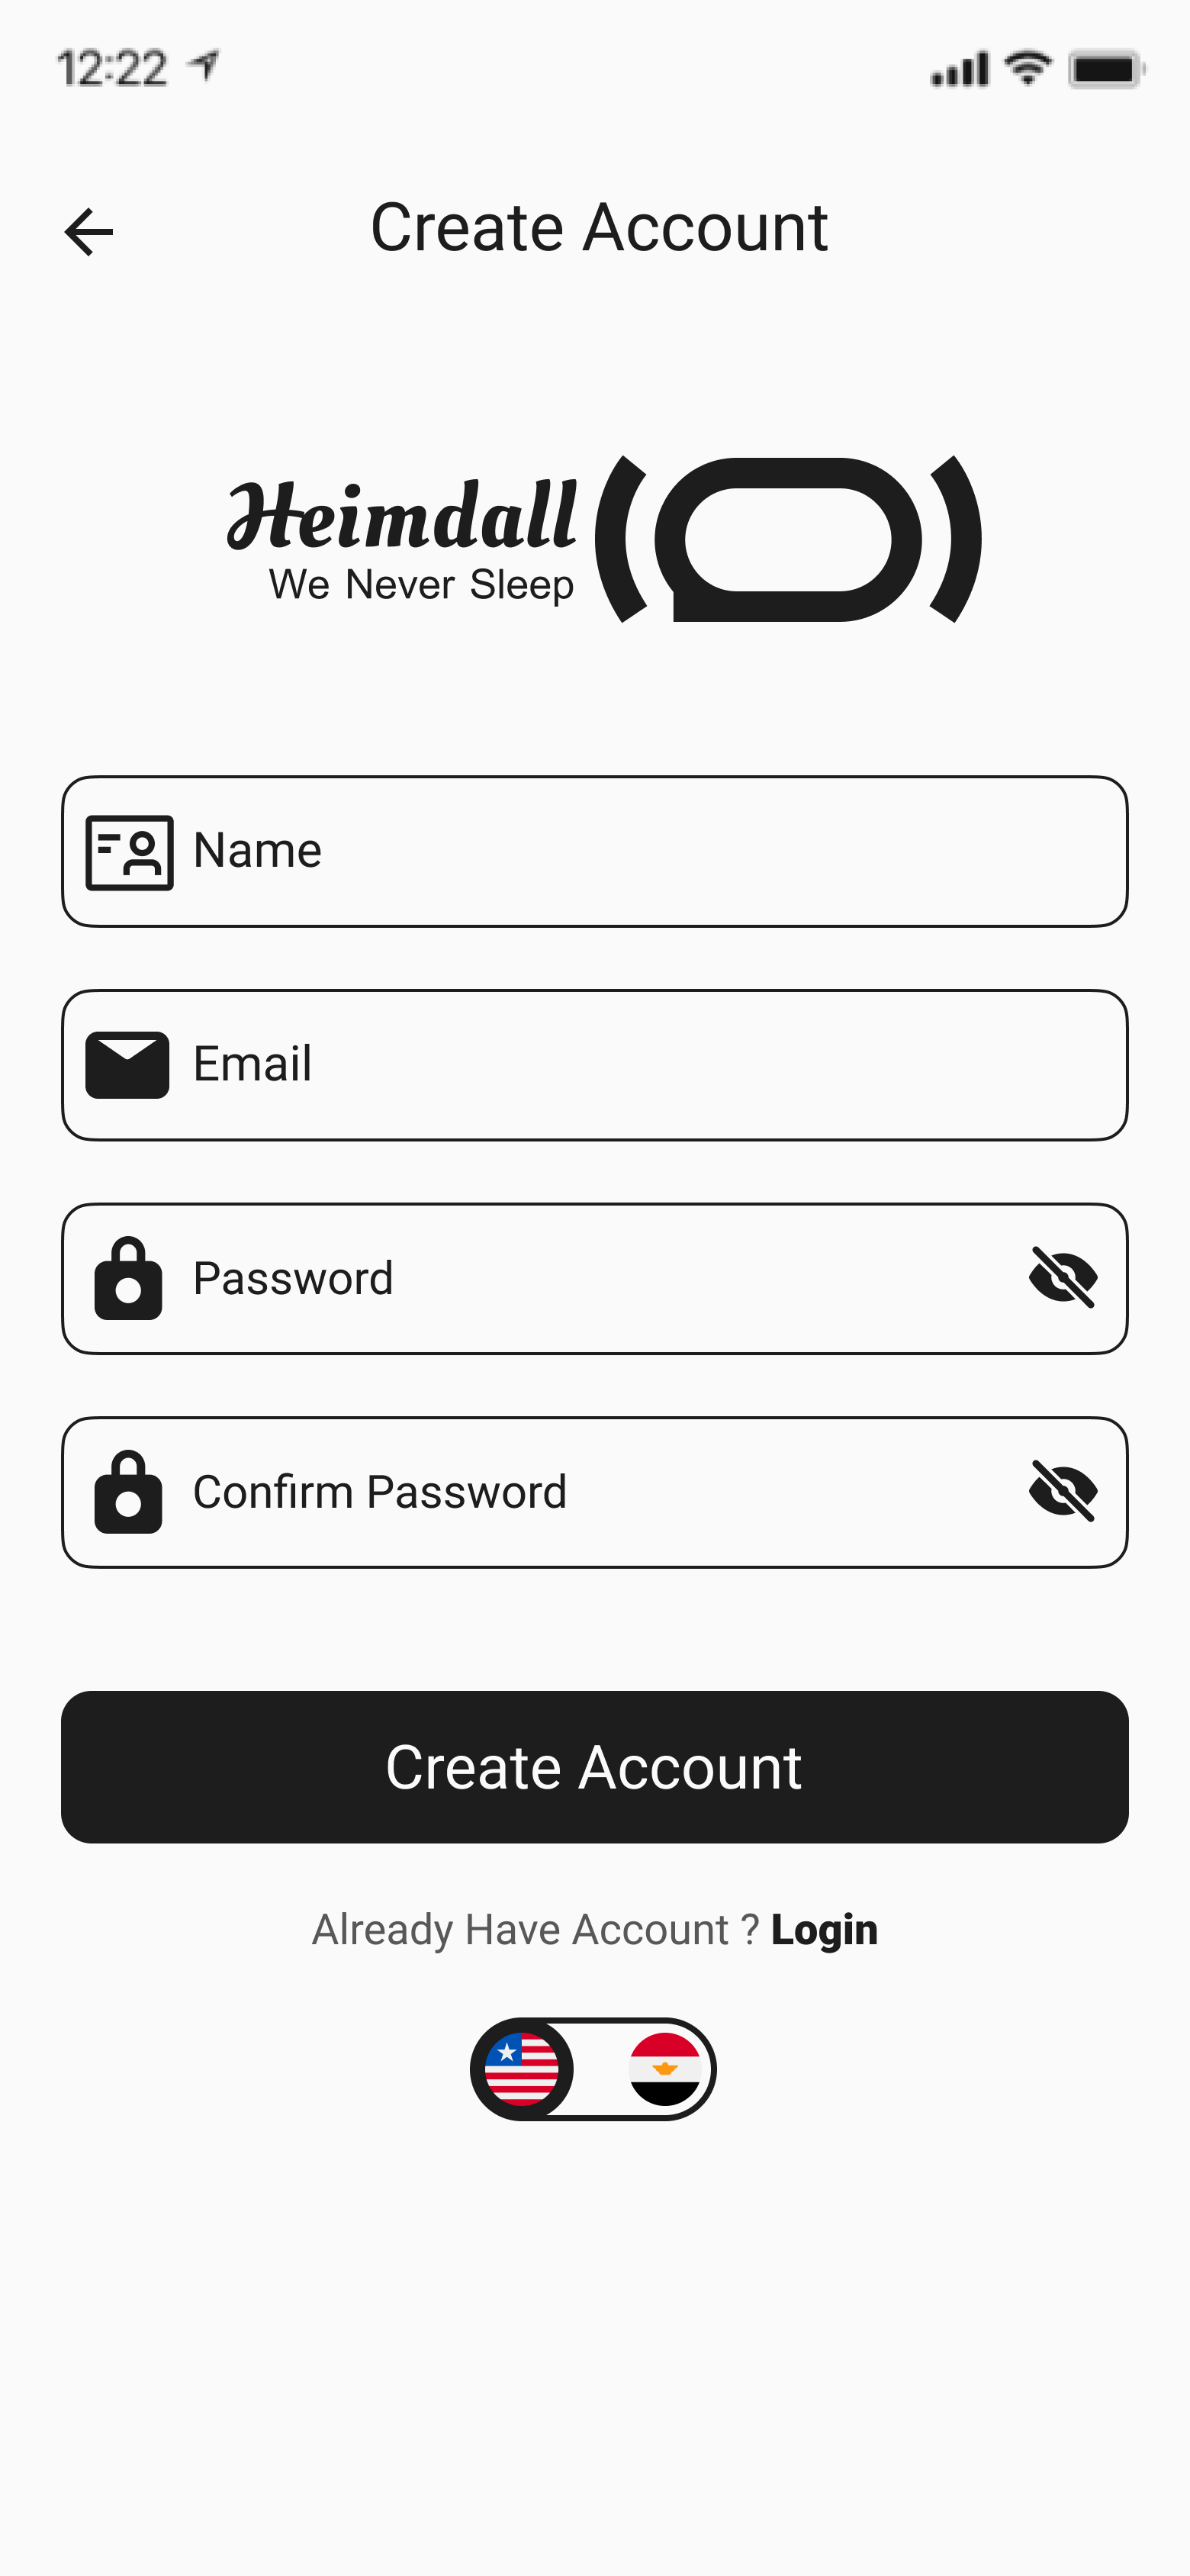 12:22
Create Account
Heimdall
We Never Sleep
Name
Email
Password
Confirm Password
Create Account
Already Have Account ? Login